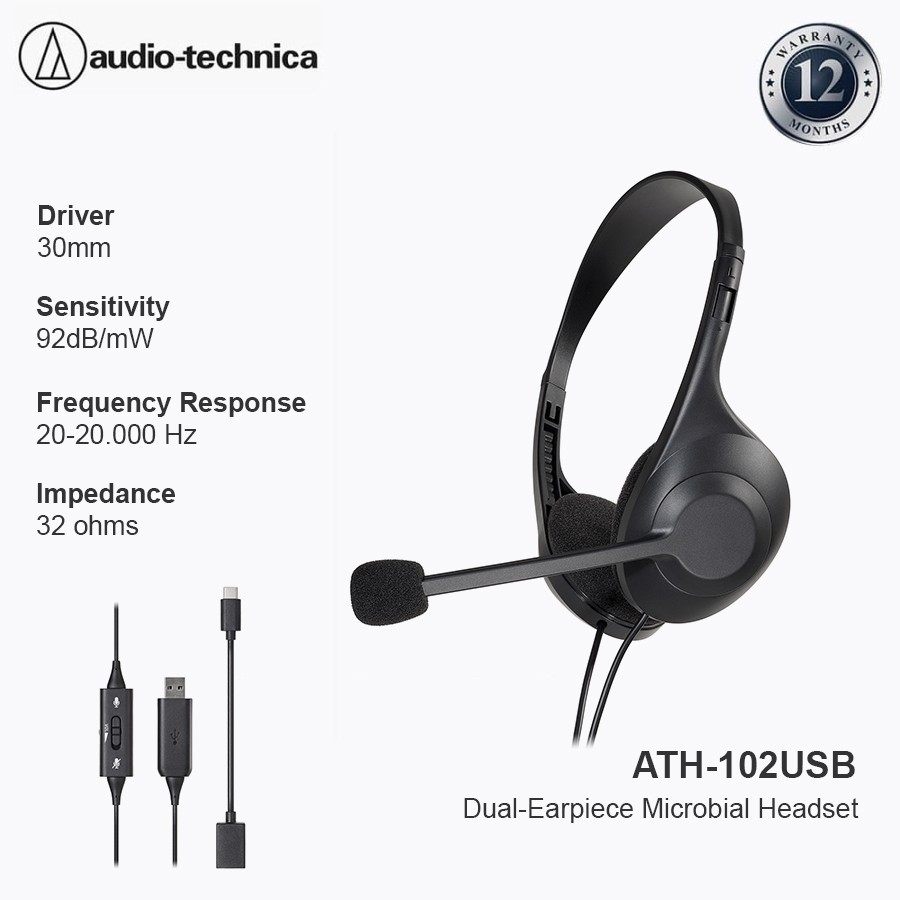 audio-technica
WARRANTY
12
MONTHS
Driver
30mm
Sensitivity
92dB/mW
Frequency Response
20-20.000 Hz
Impedance
32 ohms
L
ATH-102USB
Dual-Earpiece Microbial Headset